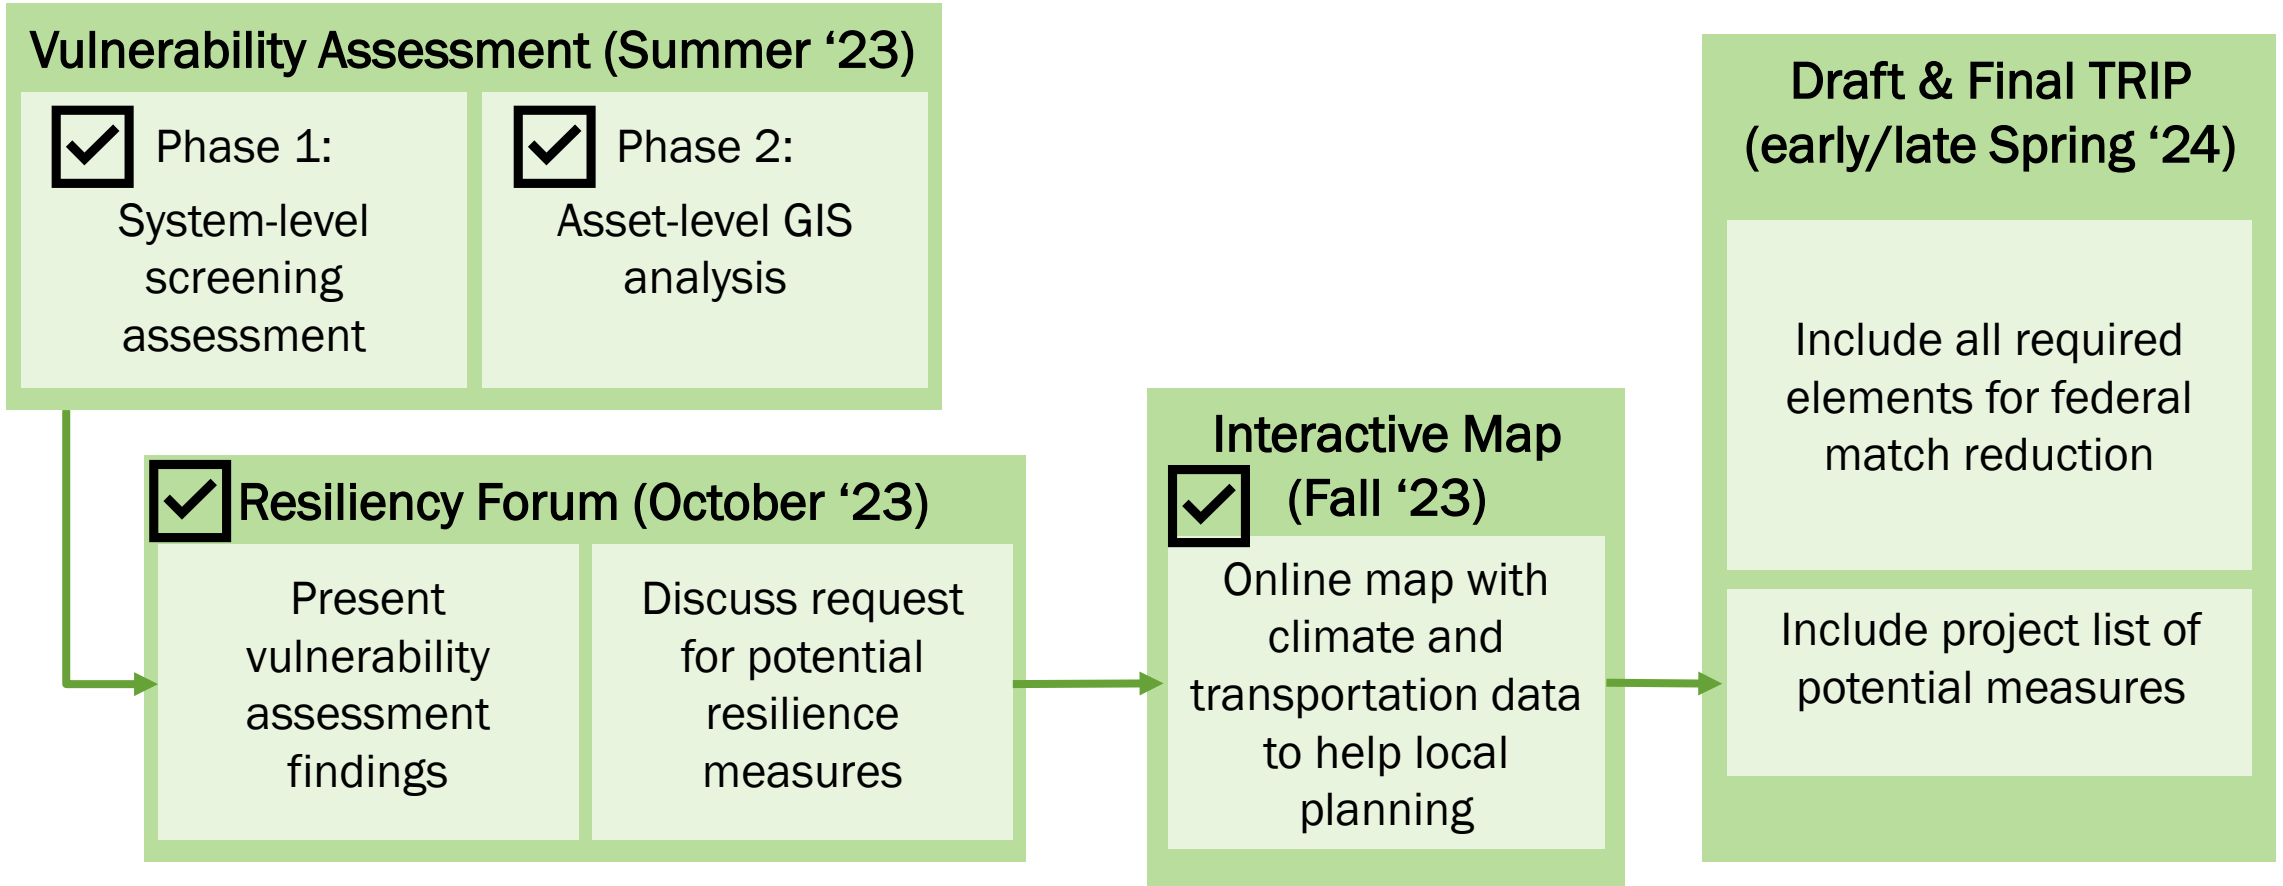 Vulnerability Assessment (Summer ‘23)
Phase 1:
System-level
screening
assessment
Phase 2:
Asset-level GIS
analysis
Resiliency Forum (October ‘23)
Present
vulnerability
assessment
findings
Discuss request
for potential
resilience
measures
Interactive Map
(Fall ‘23)
Online map with
climate and
transportation data
to help local
planning
Draft & Final TRIP
(early/late Spring ‘24)
Include all required
elements for federal
match reduction
Include project list of
potential measures